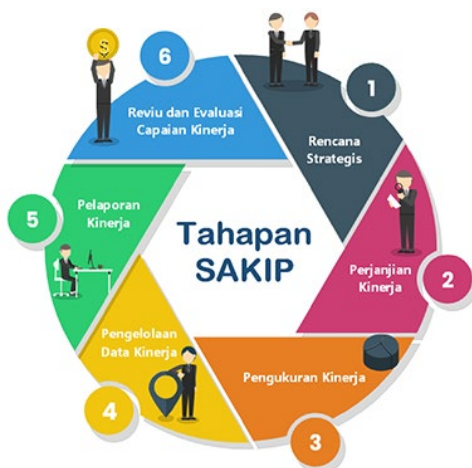 Tahapan
SAKIP
1
Rencana
Strategis
2
Perjanjian
Kinerja
3
Pengukuran Kinerja
4
Pengelolaan
Data Kinerja
5
Pelaporan
Kinerja
6
Reviu dan Evaluasi
Capaian Kinerja
$